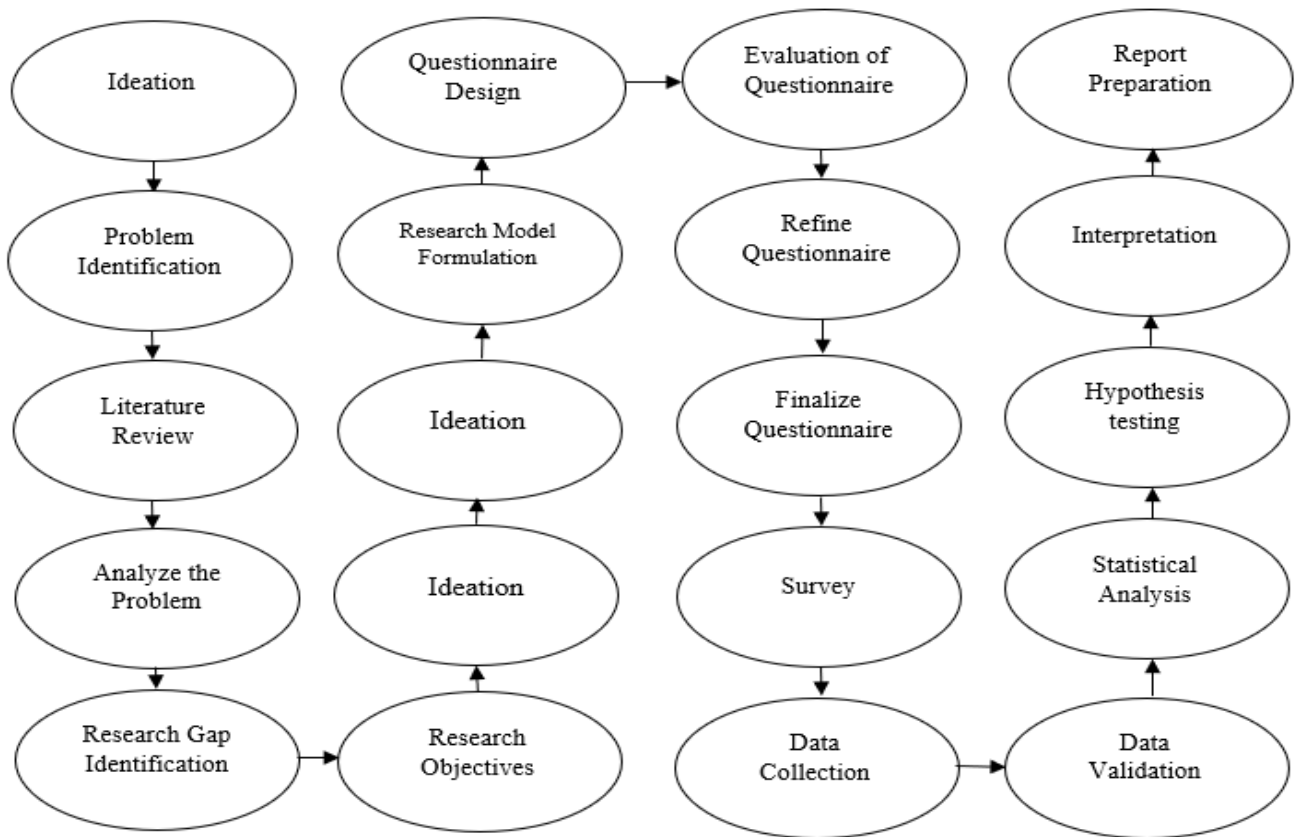 Ideation
Problem
Identification
Literature
Review
Analyze the
Problem
Research Gap
Identification
Research
Objectives
Ideation
Ideation
Research Model
Formulation
Questionnaire
Design
Evaluation of
Questionnaire
Refine
Questionnaire
Finalize
Questionnaire
Survey
Data
Collection
Data
Validation
Statistical
Analysis
Hypothesis
testing
Interpretation
Report
Preparation